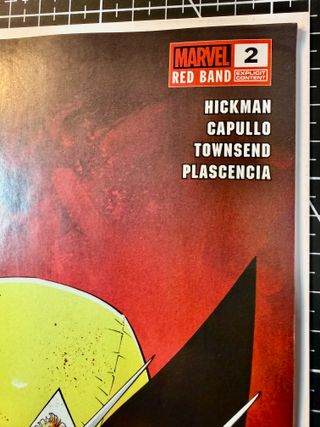 MARVEL 2
RED BAND EXPLICIT CONTENT
HICKMAN
CAPULLO
TOWNSEND
PLASCENCIA